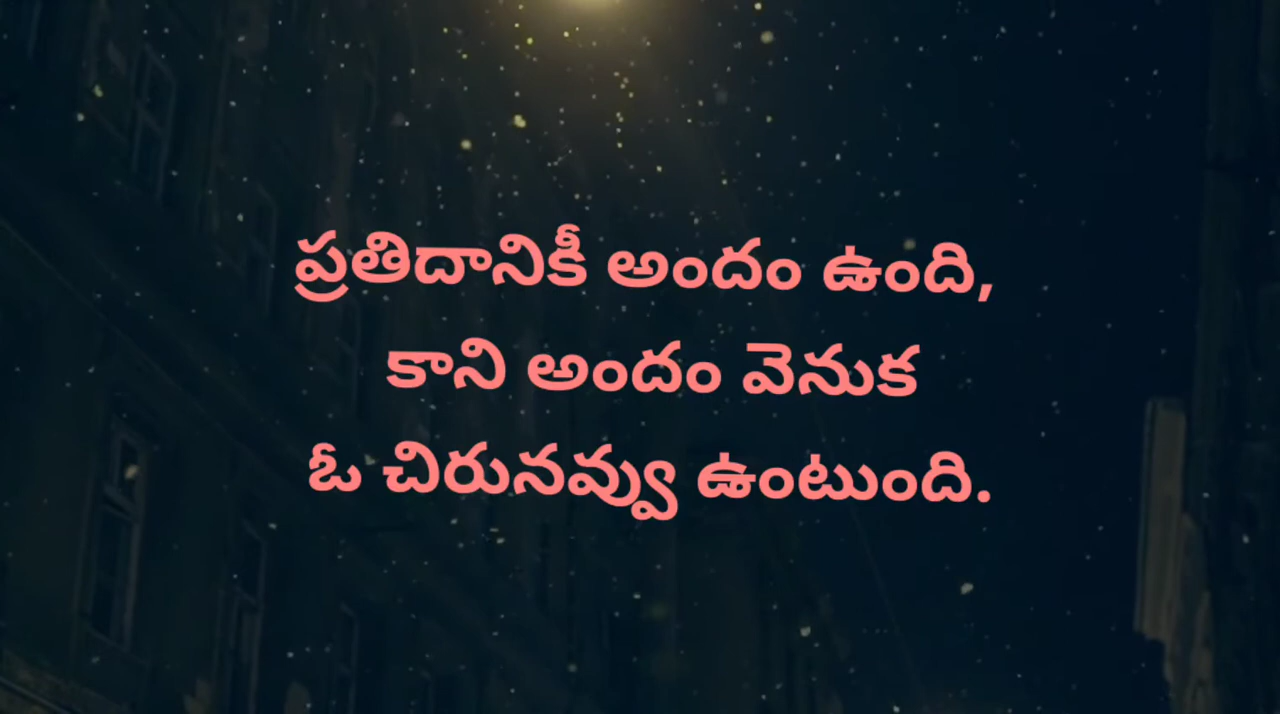 ప్రతిదానికీ అందం ఉంది,
కాని అందం వెనుక
ఓ చిరునవ్వు ఉంటుంది.